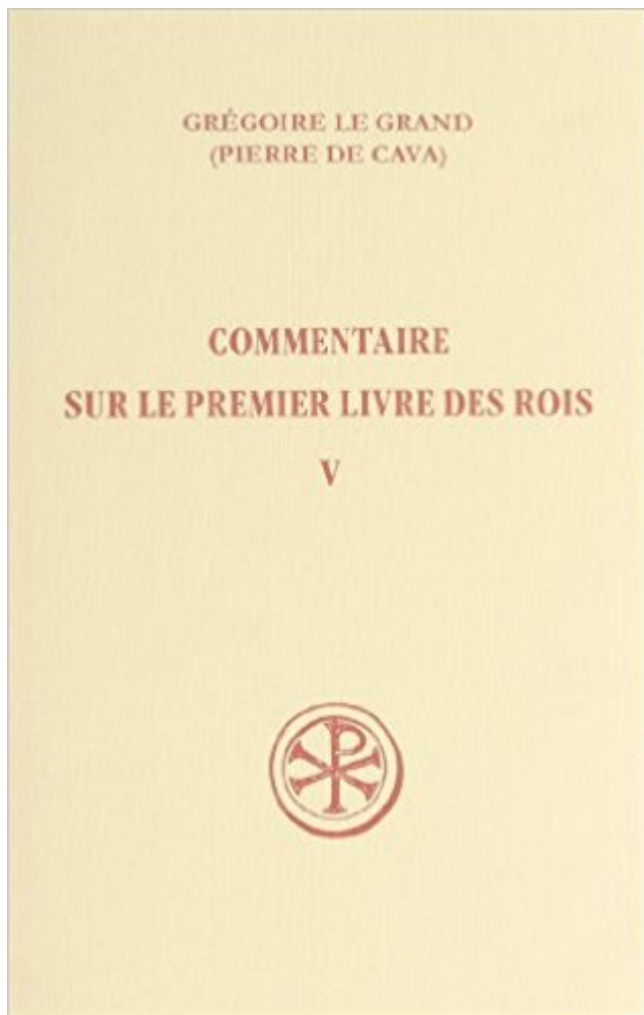 GRÉGOIRE LE GRAND
(PIERRE DE CAVA)
COMMENTAIRE
SUR LE PREMIER LIVRE DES ROIS
V